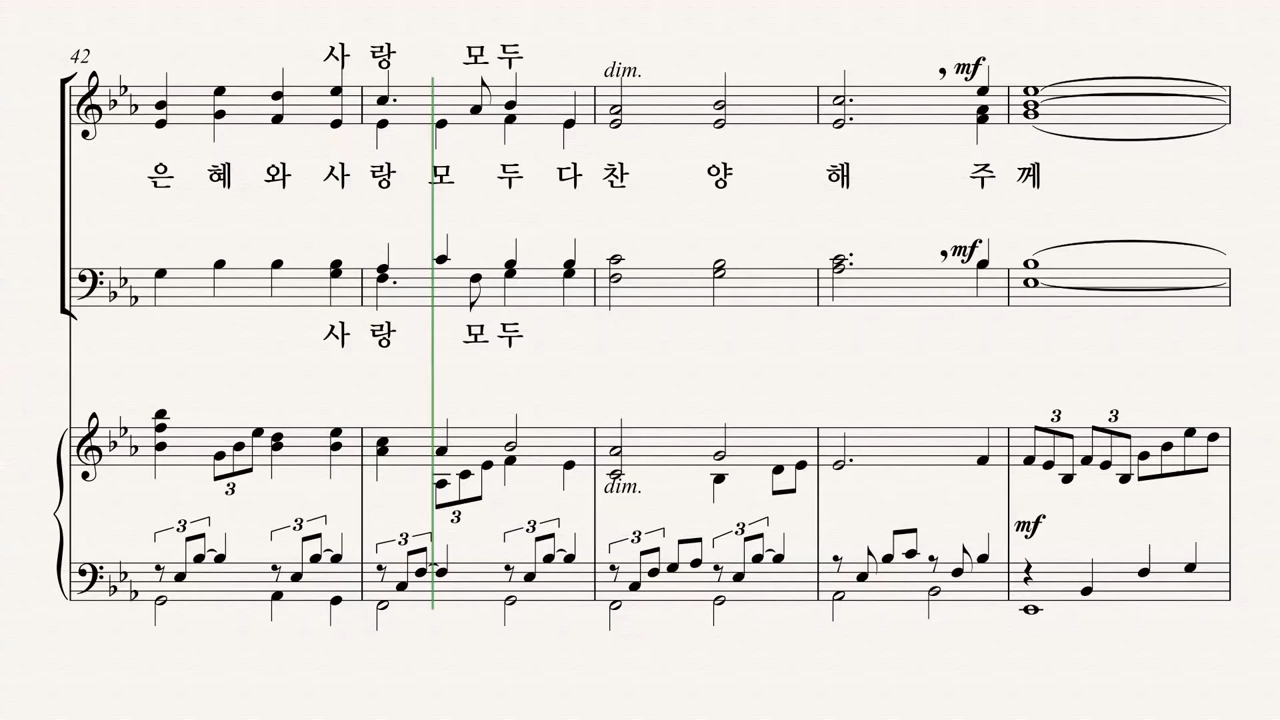 42
사 랑 모 두
dim.
, mf
은 혜 와 사 랑 모 두 다 찬 양 해 주 께
, mf
사 랑 모 두
3 3
3
3
dim.
3 3 3 3 3
mf